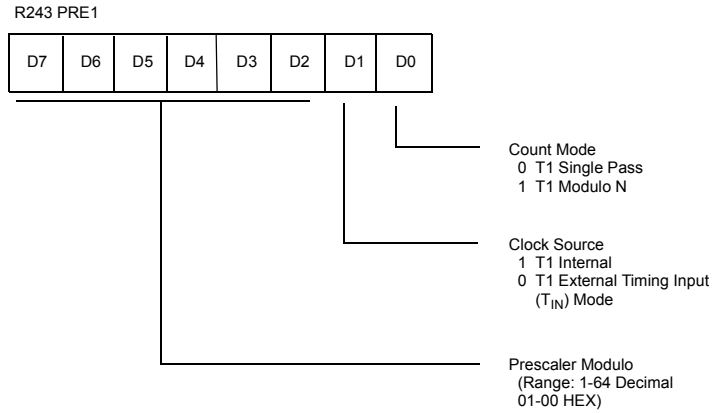 R243 PRE1
D7 D6 D5 D4 D3 D2 D1 D0
Count Mode
0 T1 Single Pass
1 T1 Modulo N
Clock Source
1 T1 Internal
0 T1 External Timing Input
(TIN) Mode
Prescaler Modulo
(Range: 1-64 Decimal
01-00 HEX)